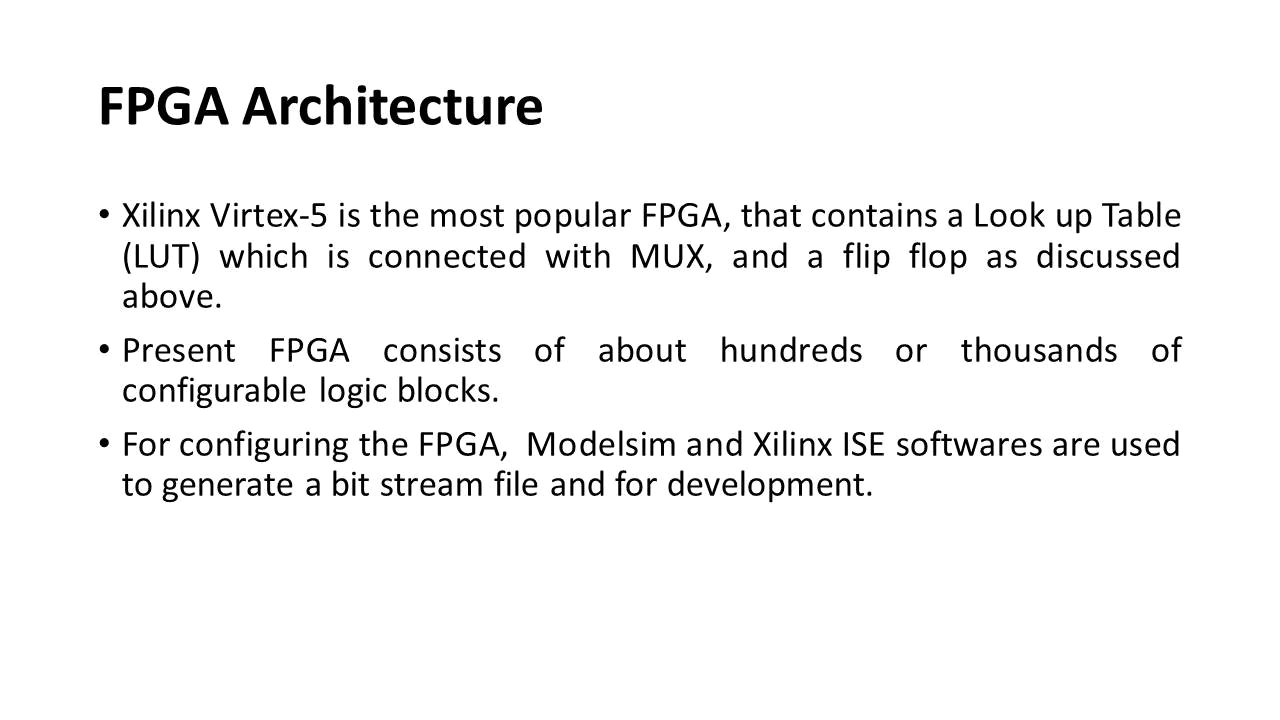 FPGA Architecture
• Xilinx Virtex-5 is the most popular FPGA, that contains a Look up Table
(LUT) which is connected with MUX, and a flip flop as discussed
above.
• Present FPGA consists of about hundreds or thousands of
configurable logic blocks.
• For configuring the FPGA,  Modelsim and Xilinx ISE softwares are used
to generate a bit stream file and for development.